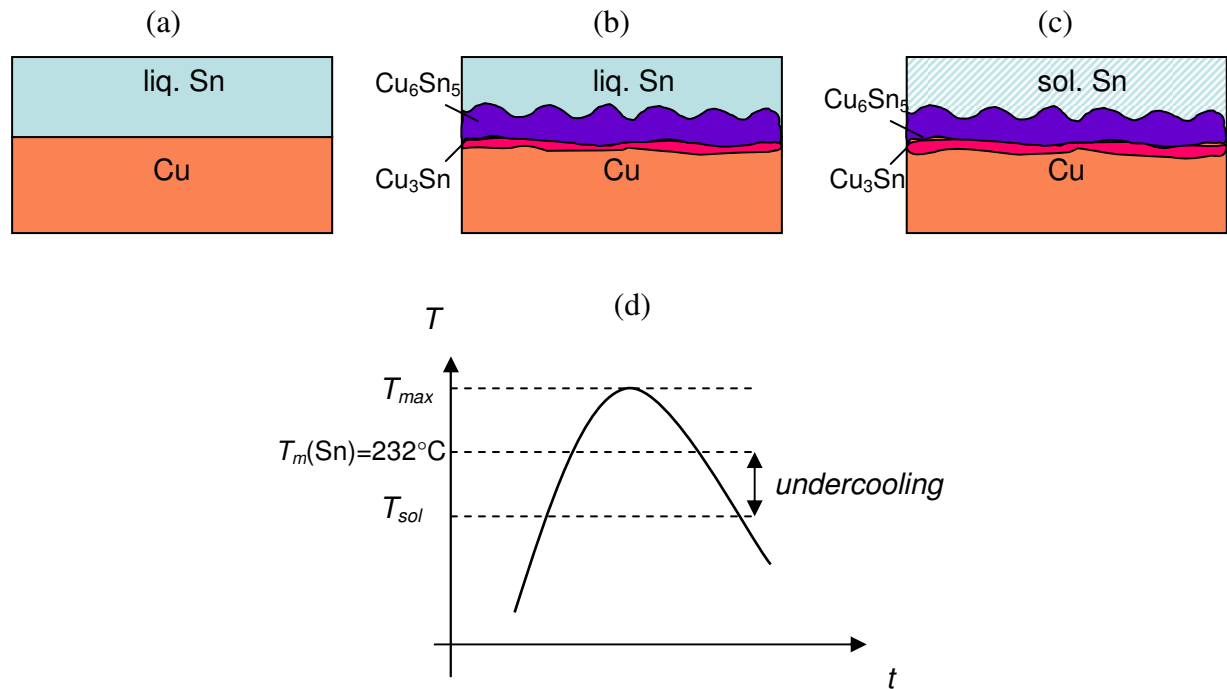 (a)
(b)
(c)
liq. Sn
Cu
Cu₆Sn₅
liq. Sn
Cu₃Sn
Cu
Cu₆Sn₅
sol. Sn
Cu₃Sn
Cu
(d)
T
Tmax
Tm(Sn)=232°C
undercooling
Tsol
t